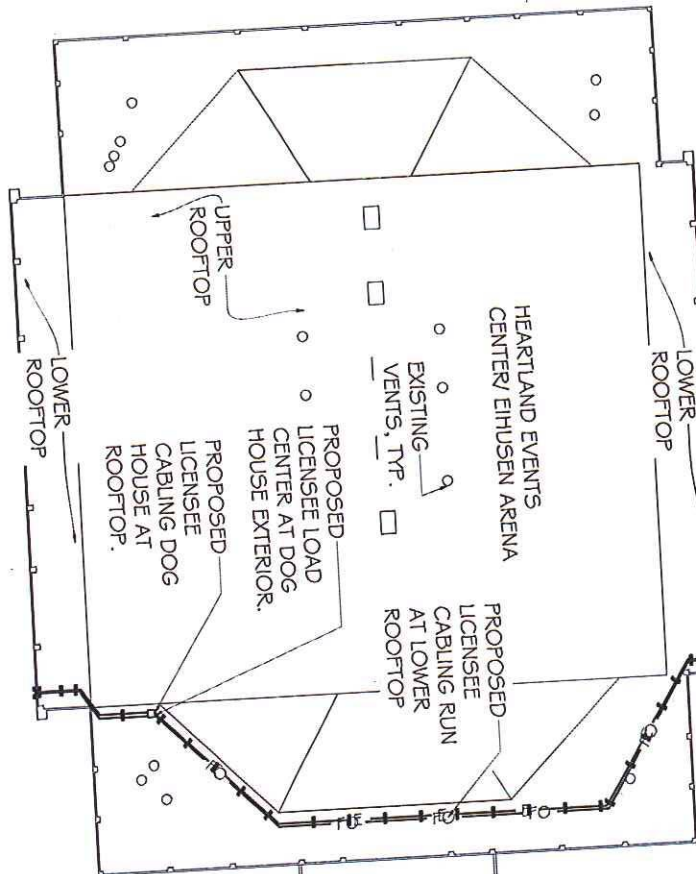 LOWER
ROOFTOP
HEARTLAND EVENTS
CENTER/ EIHUSEN ARENA
EXISTING
VENTS, TYP.
PROPOSED
LICENSEE
CABLING RUN
AT LOWER
ROOFTOP
UPPER
ROOFTOP
PROPOSED
LICENSEE LOAD
CENTER AT DOG
HOUSE EXTERIOR.
PROPOSED
LICENSEE
CABLING DOG
HOUSE AT
ROOFTOP.
LOWER
ROOFTOP